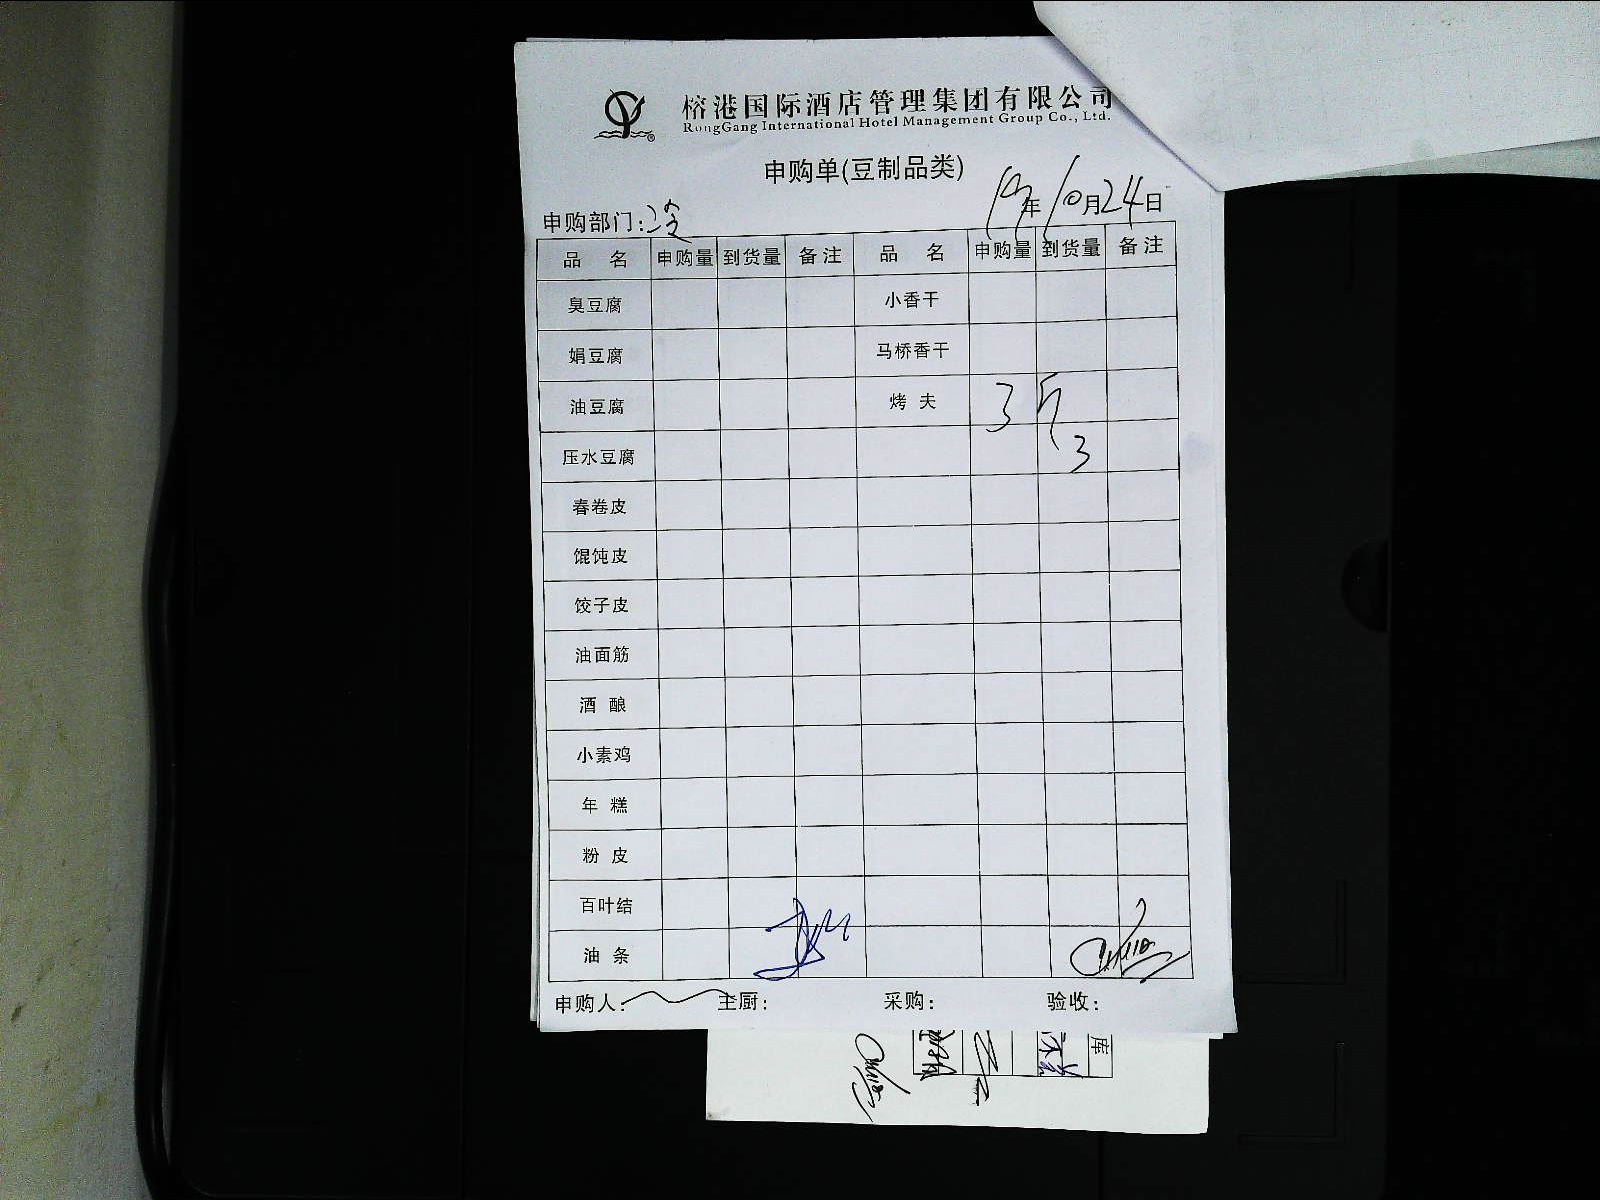 榕港国际酒店管理集团有限公司
RongGang International Hotel Management Group Co., Ltd.
申购单(豆制品类)
申购部门:冷 19年10月24日
品 名 申购量 到货量 备注 品 名 申购量 到货量 备注
臭豆腐 小香干
娟豆腐 马桥香干
油豆腐 烤夫 3斤
压水豆腐 3
春卷皮
馄饨皮
饺子皮
油面筋
酒酿
小素鸡
年糕
粉皮
百叶结
油条
申购人: 主厨: 采购: 验收:
库